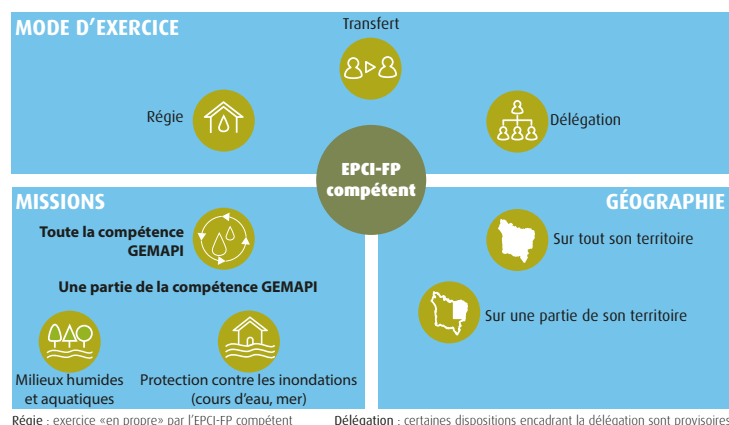 MODE D'EXERCICE
Transfert
Régie
Délégation
EPCI-FP
compétent
MISSIONS
Toute la compétence
GEMAPI
Une partie de la compétence GEMAPI
Milieux humides
et aquatiques
Protection contre les inondations
(cours d'eau, mer)
GÉOGRAPHIE
Sur tout son territoire
Sur une partie de son territoire
Régie : exercice «en propre» par l'EPCI-FP compétent
Délégation : certaines dispositions encadrant la délégation sont provisoires